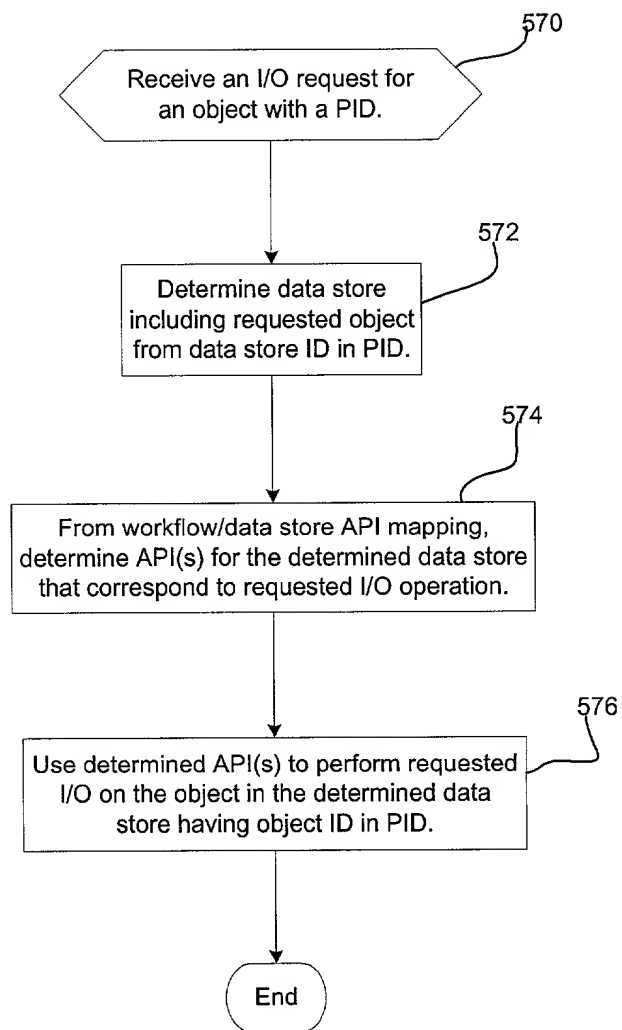 570
Receive an I/O request for
an object with a PID.
572
Determine data store
including requested object
from data store ID in PID.
574
From workflow/data store API mapping,
determine API(s) for the determined data store
that correspond to requested I/O operation.
576
Use determined API(s) to perform requested
I/O on the object in the determined data
store having object ID in PID.
End